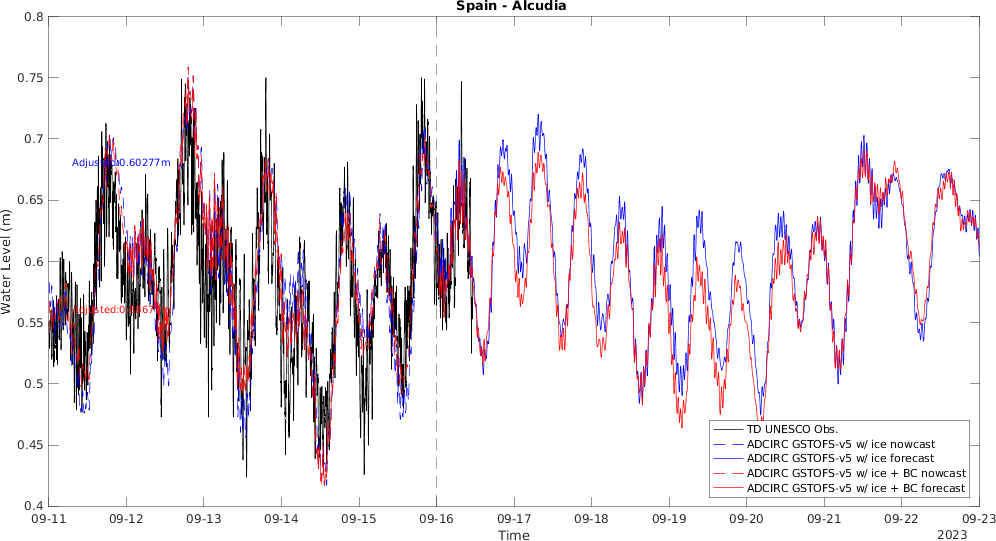 Spain - Alcudia
0.8
0.75
0.7
0.65
0.6
0.55
0.5
0.45
0.4
Water Level (m)
Adjusted:0.60277m
TD UNESCO Obs.
ADCIRC GSTOFS-v5 w/ ice nowcast
ADCIRC GSTOFS-v5 w/ ice forecast
ADCIRC GSTOFS-v5 w/ ice + BC nowcast
ADCIRC GSTOFS-v5 w/ ice + BC forecast
09-11 09-12 09-13 09-14 09-15 09-16 09-17 09-18 09-19 09-20 09-21 09-22 09-23
Time
2023